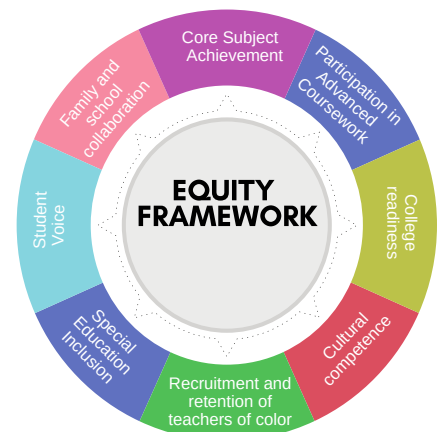 Core Subject
Achievement
Participation in
Advanced
Coursework
College
readiness
Cultural
competence
Recruitment and
retention of
teachers of color
Special
Education
Inclusion
Student
Voice
Family and
school
collaboration
EQUITY
FRAMEWORK